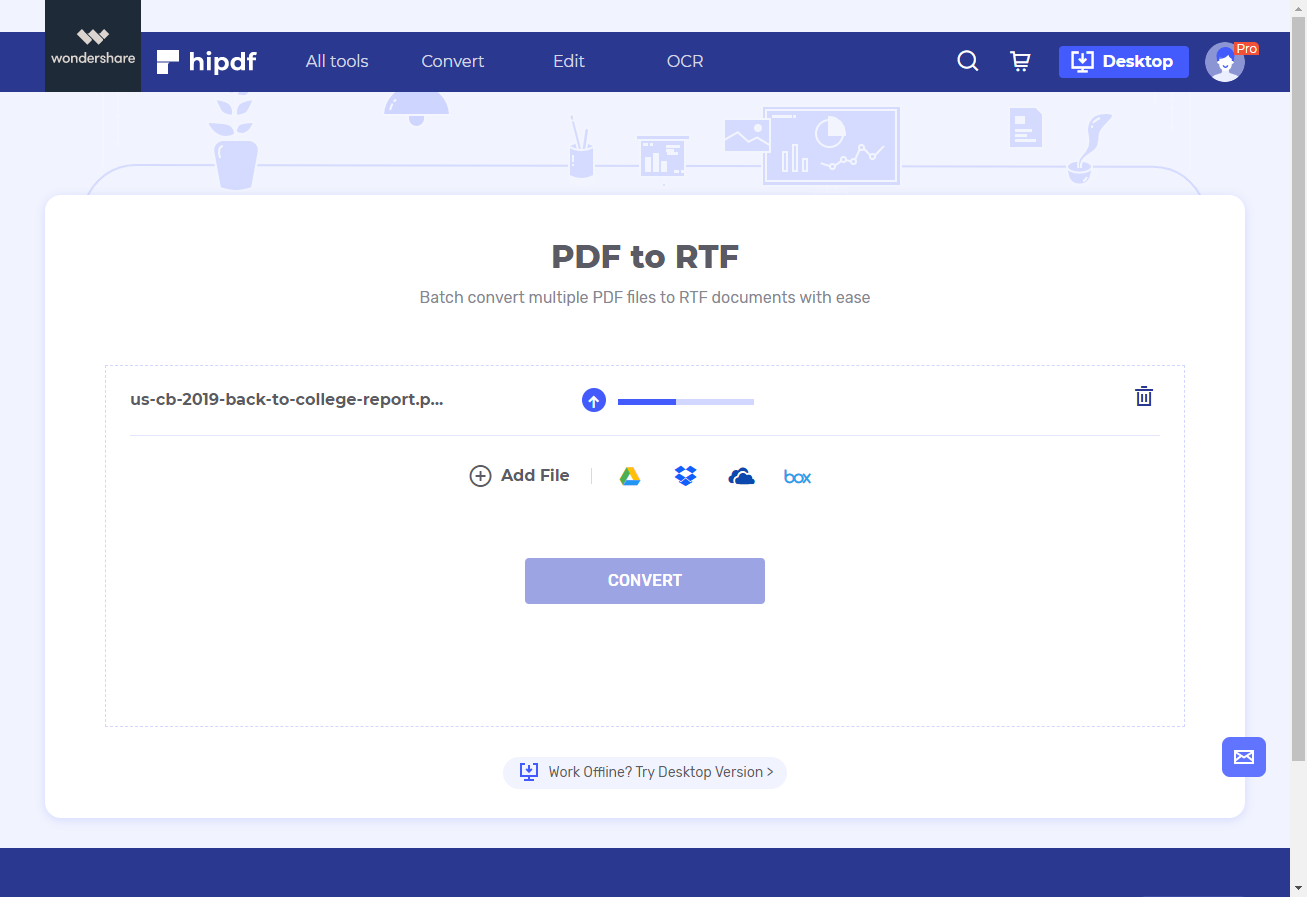 wondershare
hipdf
All tools
Convert
Edit
OCR
Desktop
Pro
PDF to RTF
Batch convert multiple PDF files to RTF documents with ease
us-cb-2019-back-to-college-report.p...
Add File
box
CONVERT
Work Offline? Try Desktop Version >